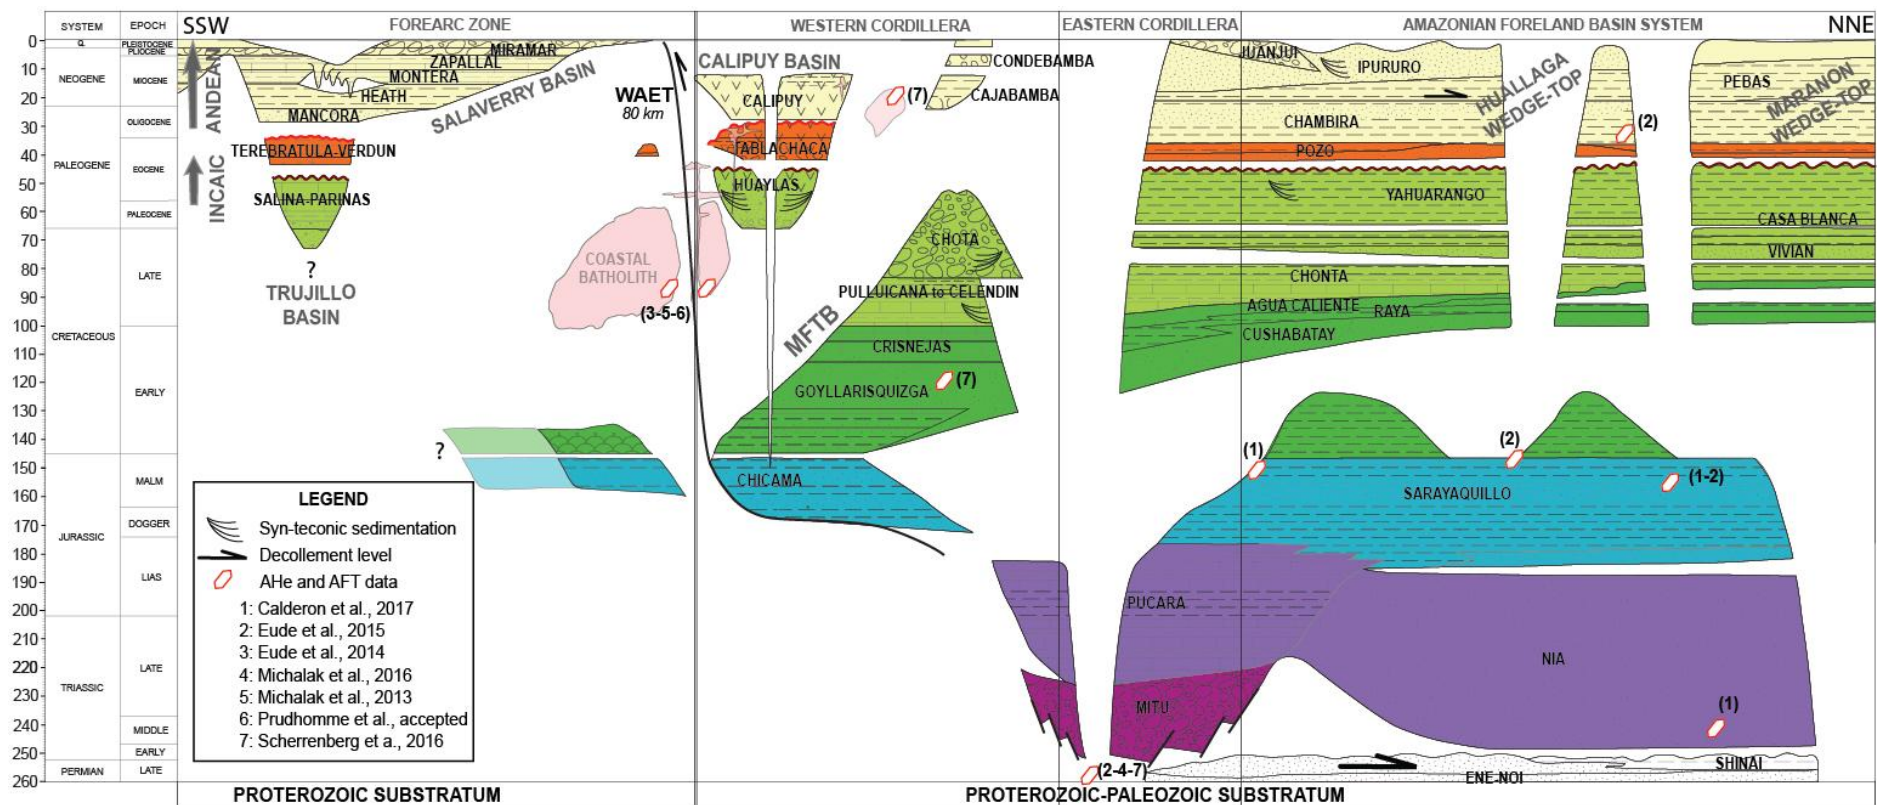 SYSTEM
EPOCH
SSW
FOREARC ZONE
WESTERN CORDILLERA
EASTERN CORDILLERA
AMAZONIAN FORELAND BASIN SYSTEM
NNE
0
10
20
30
40
50
60
70
80
90
100
110
120
130
140
150
160
170
180
190
200
210
220
230
240
250
260
Q.
NEOGENE
PALEOGENE
CRETACEOUS
JURASSIC
TRIASSIC
PERMIAN
PLEISTOCENE
PLIOCENE
MIOCENE
OLIGOCENE
EOCENE
PALEOCENE
LATE
EARLY
MALM
DOGGER
LIAS
LATE
MIDDLE
EARLY
LATE
ANDEAN
INCAIC
MIRAMAR
ZAPALLAL
MONTERA
HEATH
MANCORA
SALAVERRY BASIN
TEREBRATULA-VERDUN
SALINA-PARINAS
?
TRUJILLO
BASIN
WAET
80 km
COASTAL
BATHOLITH
(3-5-6)
?
CALIPUY BASIN
CALIPUY
TABLACHACA
HUAYLAS
(7)
CONDEBAMBA
CAJABAMBA
CHOTA
PULLUICANA to CELENDIN
MFTB
CRISNEJAS
GOYLLARISQUIZGA
(7)
CHICAMA
JUANJUI
IPURURO
CHAMBIRA
POZO
YAHUARANGO
CHONTA
AGUA CALIENTE
RAYA
CUSHABATAY
HUALLAGA
WEDGE-TOP
(2)
PEBAS
MARANON
WEDGE-TOP
CASA BLANCA
VIVIAN
(1)
(2)
(1-2)
SARAYAQUILLO
PUCARA
NIA
MITU
(1)
(2-4-7)
SHINAI
ENE-NOI
LEGEND
Syn-teconic sedimentation
Decollement level
AHe and AFT data
1: Calderon et al., 2017
2: Eude et al., 2015
3: Eude et al., 2014
4: Michalak et al., 2016
5: Michalak et al., 2013
6: Prudhomme et al., accepted
7: Scherrenberg et a., 2016
PROTEROZOIC SUBSTRATUM
PROTEROZOIC-PALEOZOIC SUBSTRATUM